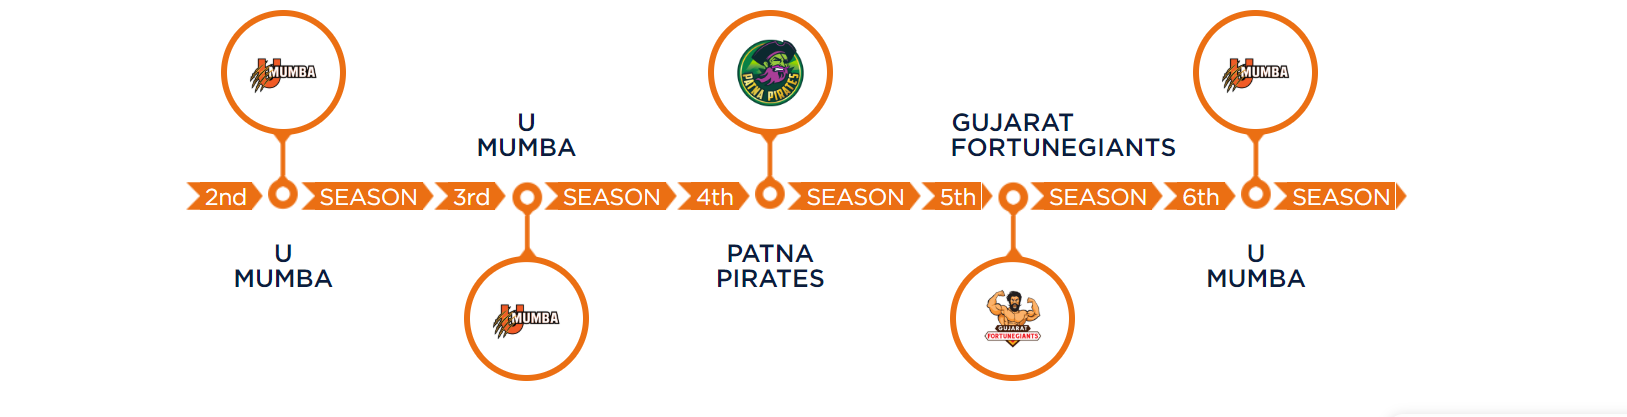 U MUMBA
PATNA PIRATES
U MUMBA
U
MUMBA
GUJARAT
FORTUNEGIANTS
2nd SEASON 3rd SEASON 4th SEASON 5th SEASON 6th SEASON
U
MUMBA
PATNA
PIRATES
U
MUMBA
U MUMBA
GUJARAT
FORTUNEGIANTS